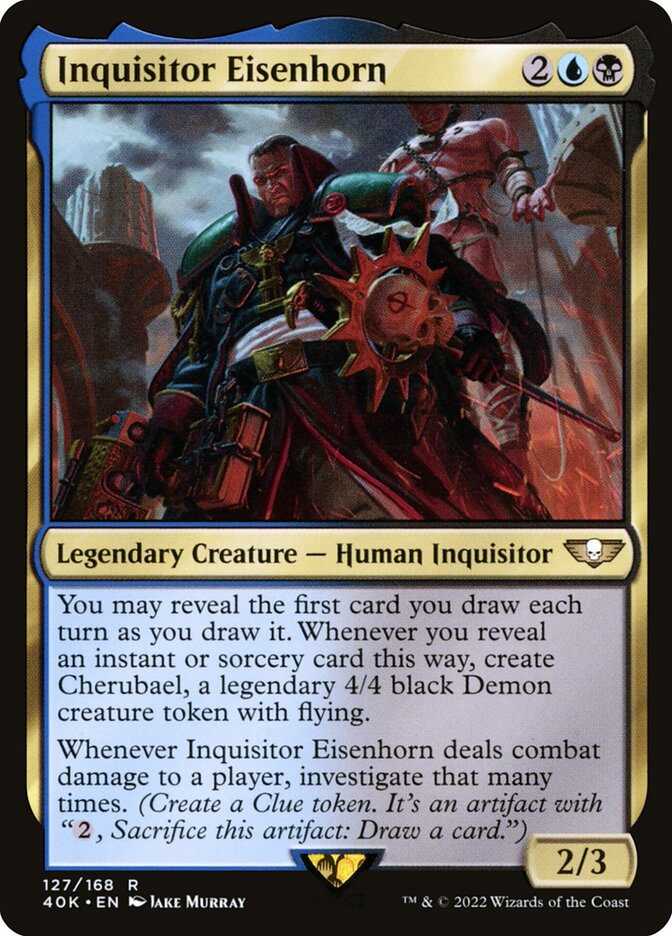 Inquisitor Eisenhorn 2
Legendary Creature — Human Inquisitor
You may reveal the first card you draw each
turn as you draw it. Whenever you reveal
an instant or sorcery card this way, create
Cherubael, a legendary 4/4 black Demon
creature token with flying.
Whenever Inquisitor Eisenhorn deals combat
damage to a player, investigate that many
times. (Create a Clue token. It's an artifact with
“2, Sacrifice this artifact: Draw a card.”)
2/3
127/168 R
40K • EN Jake Murray
™ & © 2022 Wizards of the Coast